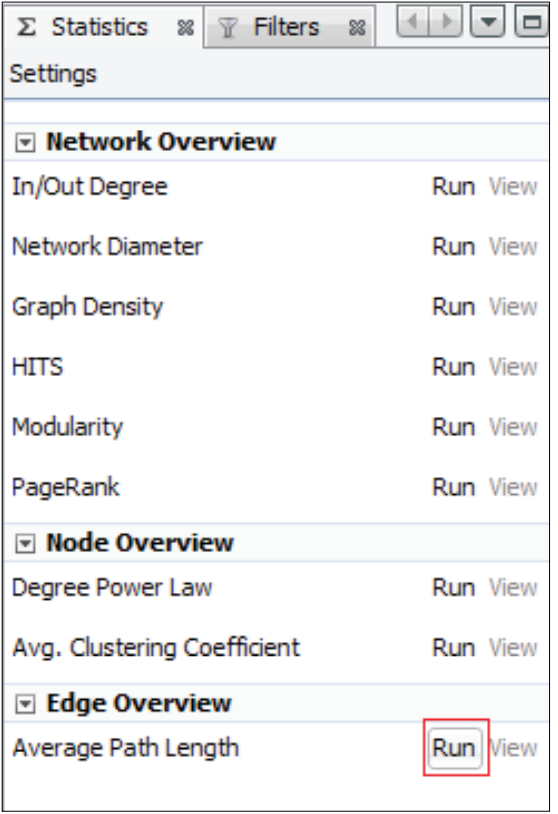 Σ Statistics Filters
Settings
Network Overview
In/Out Degree Run View
Network Diameter Run View
Graph Density Run View
HITS Run View
Modularity Run View
PageRank Run View
Node Overview
Degree Power Law Run View
Avg. Clustering Coefficient Run View
Edge Overview
Average Path Length Run View